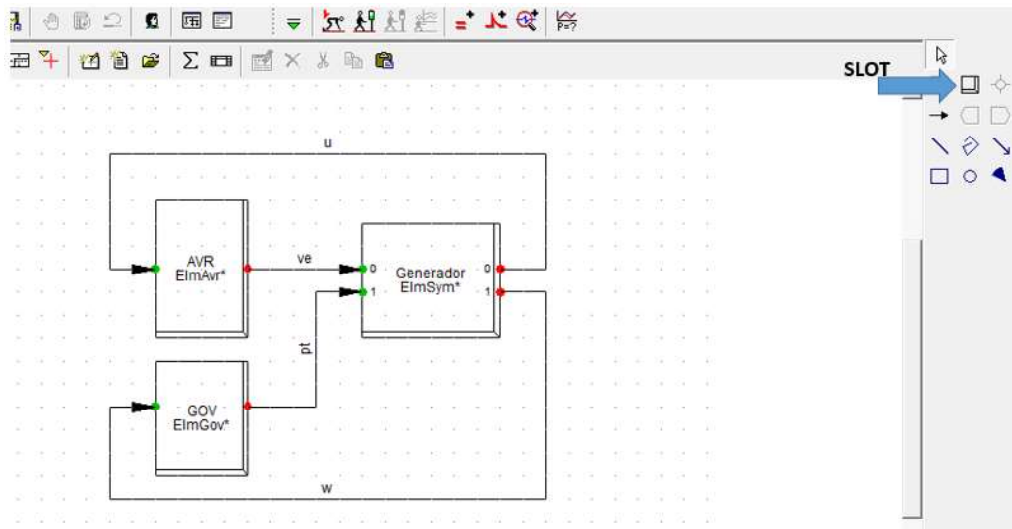 P=?
SLOT
u
AVR
ElmAvr*
ve
0
1
Generador
ElmSym*
0
1
pt
GOV
ElmGov*
w